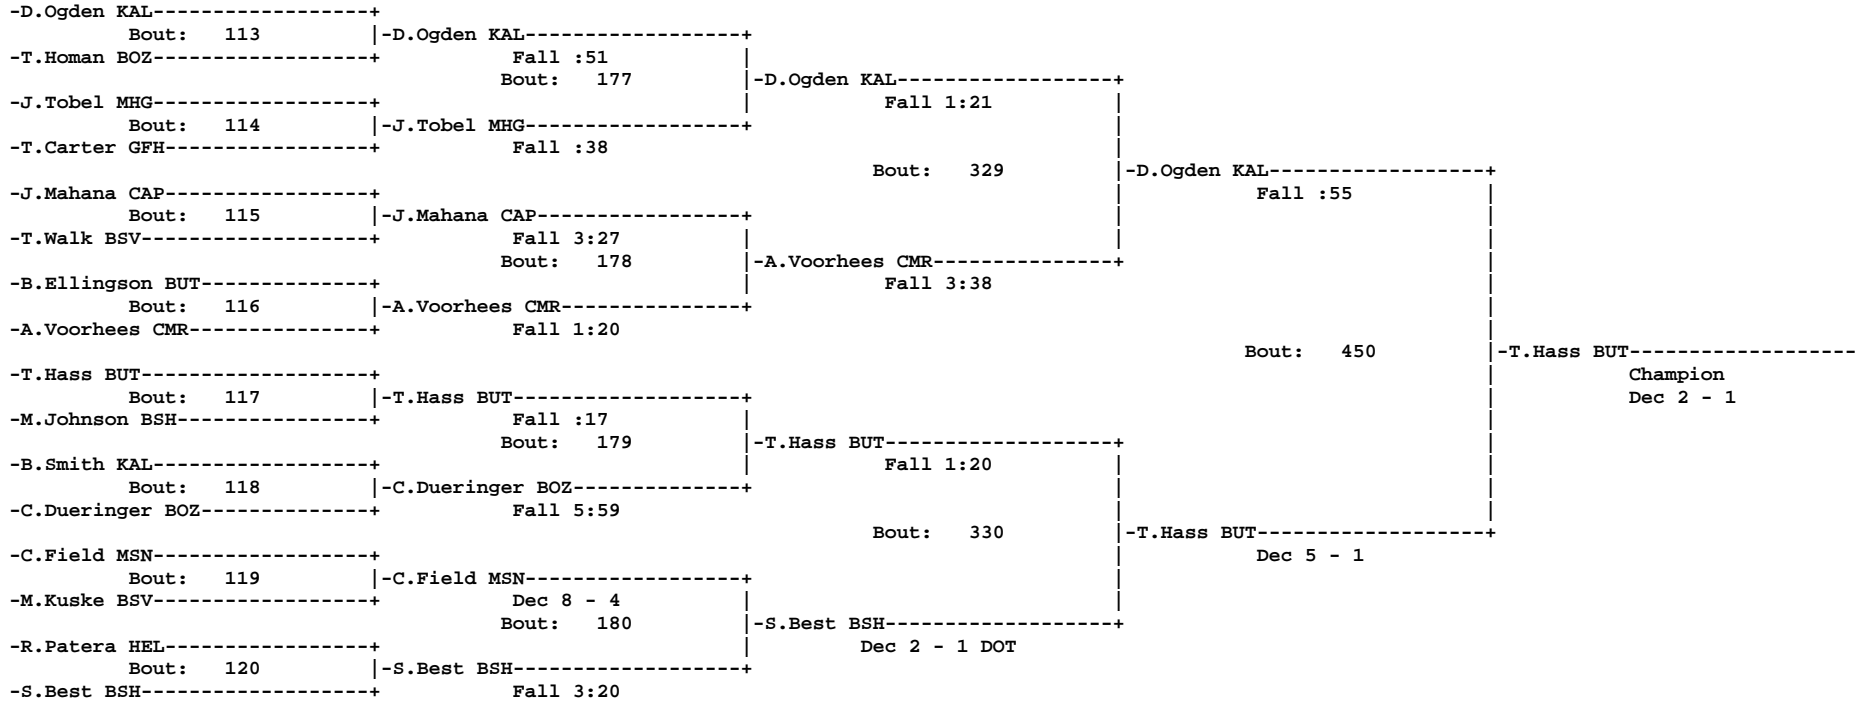 -D.Ogden KAL------------------+
Bout: 113 |-D.Ogden KAL------------------+
-T.Homan BOZ------------------+ Fall :51 |
Bout: 177 |-D.Ogden KAL------------------+
-J.Tobel MHG------------------+ | Fall 1:21 |
Bout: 114 |-J.Tobel MHG------------------+ |
-T.Carter GFH-----------------+ Fall :38 |
Bout: 329 |-D.Ogden KAL------------------+
-J.Mahana CAP-----------------+ | Fall :55 |
Bout: 115 |-J.Mahana CAP-----------------+ | |
-T.Walk BSV-------------------+ Fall 3:27 | | |
Bout: 178 |-A.Voorhees CMR---------------+ |
-B.Ellingson BUT--------------+ | Fall 3:38 |
Bout: 116 |-A.Voorhees CMR---------------+ |
-A.Voorhees CMR---------------+ Fall 1:20 |
Bout: 450 |-T.Hass BUT-------------------
-T.Hass BUT-------------------+ | Champion
Bout: 117 |-T.Hass BUT-------------------+ | Dec 2 - 1
-M.Johnson BSH----------------+ Fall :17 | |
Bout: 179 |-T.Hass BUT-------------------+ |
-B.Smith KAL------------------+ | Fall 1:20 | |
Bout: 118 |-C.Dueringer BOZ--------------+ | |
-C.Dueringer BOZ--------------+ Fall 5:59 | |
Bout: 330 |-T.Hass BUT-------------------+
-C.Field MSN------------------+ | Dec 5 - 1
Bout: 119 |-C.Field MSN------------------+ |
-M.Kuske BSV------------------+ Dec 8 - 4 | |
Bout: 180 |-S.Best BSH-------------------+
-R.Patera HEL-----------------+ | Dec 2 - 1 DOT
Bout: 120 |-S.Best BSH-------------------+
-S.Best BSH-------------------+ Fall 3:20